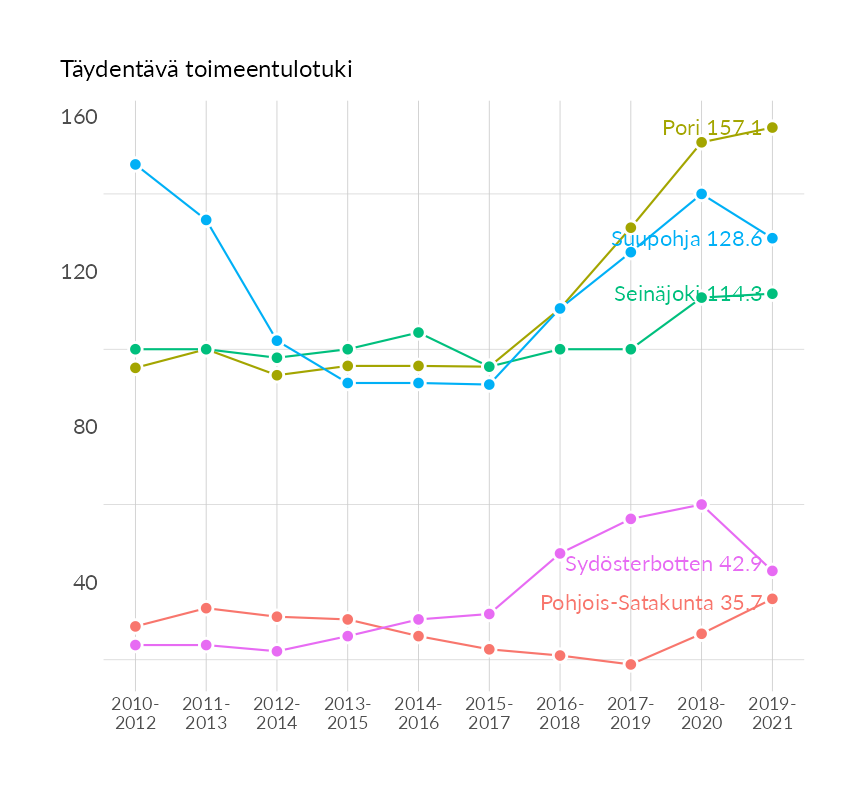 Täydentävä toimeentulotuki
160
Pori 157.1
Suupohja 128.6
120
Seinäjoki 114.3
80
Sydösterbotten 42.9
40
Pohjois-Satakunta 35.7
2010- 2011- 2012- 2013- 2014- 2015- 2016- 2017- 2018- 2019-
2012 2013 2014 2015 2016 2017 2018 2019 2020 2021